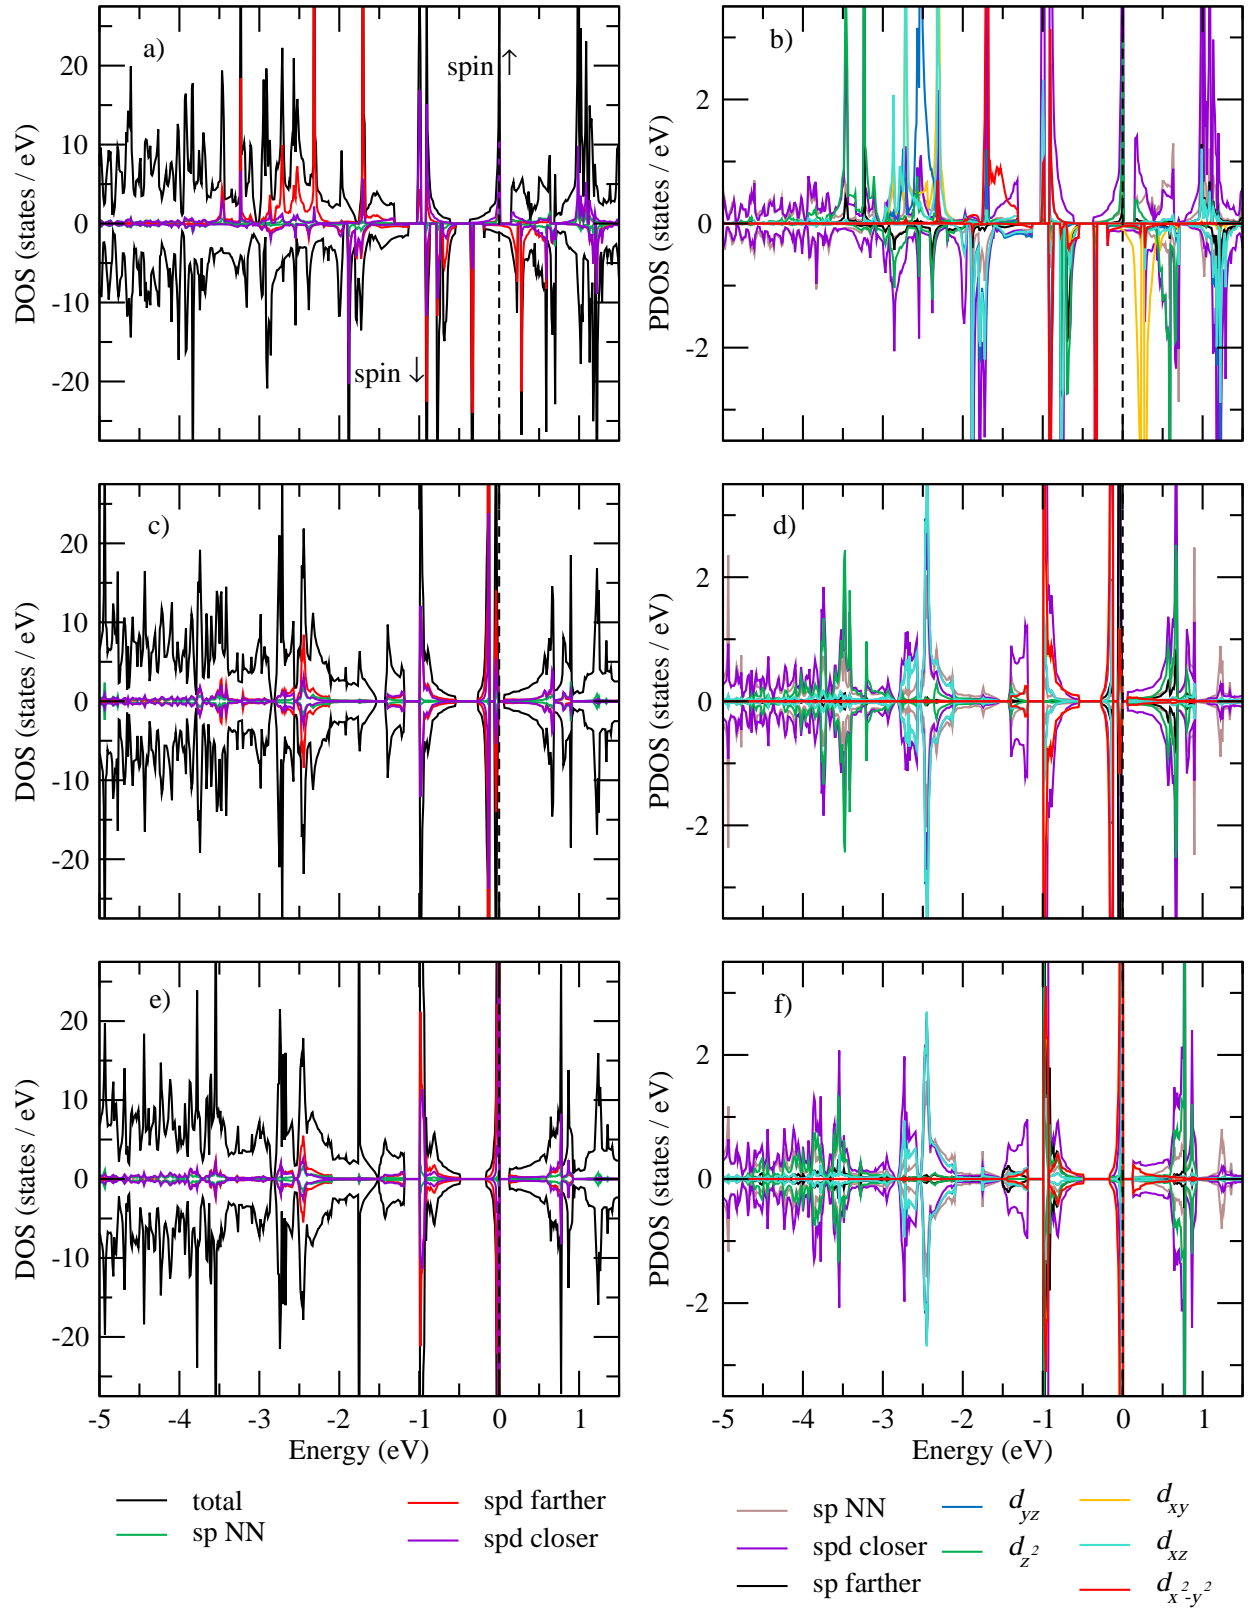 a)
spin ↑
spin ↓
20
10
0
-10
-20
DOS (states / eV)
b)
2
0
-2
PDOS (states / eV)
c)
20
10
0
-10
-20
DOS (states / eV)
d)
2
0
-2
PDOS (states / eV)
e)
20
10
0
-10
-20
DOS (states / eV)
-5 -4 -3 -2 -1 0 1
Energy (eV)
f)
2
0
-2
PDOS (states / eV)
-5 -4 -3 -2 -1 0 1
Energy (eV)
total
sp NN
spd farther
spd closer
sp NN
spd closer
sp farther
d_yz
d_z²
d_xy
d_xz
d_x²-y²